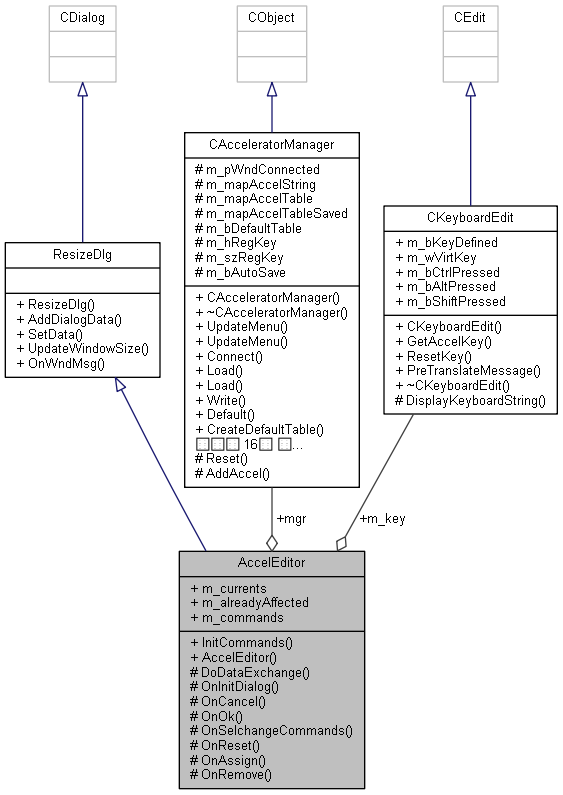 CDialog
CObject
CEdit
CAcceleratorManager
# m_pWndConnected
# m_mapAccelString
# m_mapAccelTable
# m_mapAccelTableSaved
# m_bDefaultTable
# m_hRegKey
# m_szRegKey
# m_bAutoSave
+ CAcceleratorManager()
+ ~CAcceleratorManager()
+ UpdateMenu()
+ UpdateMenu()
+ Connect()
+ Load()
+ Load()
+ Write()
+ Default()
+ CreateDefaultTable()
16 ...
# Reset()
# AddAccel()
CKeyboardEdit
+ m_bKeyDefined
+ m_wVirtKey
+ m_bCtrlPressed
+ m_bAltPressed
+ m_bShiftPressed
+ CKeyboardEdit()
+ GetAccelKey()
+ ResetKey()
+ PreTranslateMessage()
+ ~CKeyboardEdit()
# DisplayKeyboardString()
ResizeDlg
+ ResizeDlg()
+ AddDialogData()
+ SetData()
+ UpdateWindowSize()
+ OnWndMsg()
+mgr
+m_key
AccelEditor
+ m_currents
+ m_alreadyAffected
+ m_commands
+ InitCommands()
+ AccelEditor()
# DoDataExchange()
# OnInitDialog()
# OnCancel()
# OnOk()
# OnSelchangeCommands()
# OnReset()
# OnAssign()
# OnRemove()